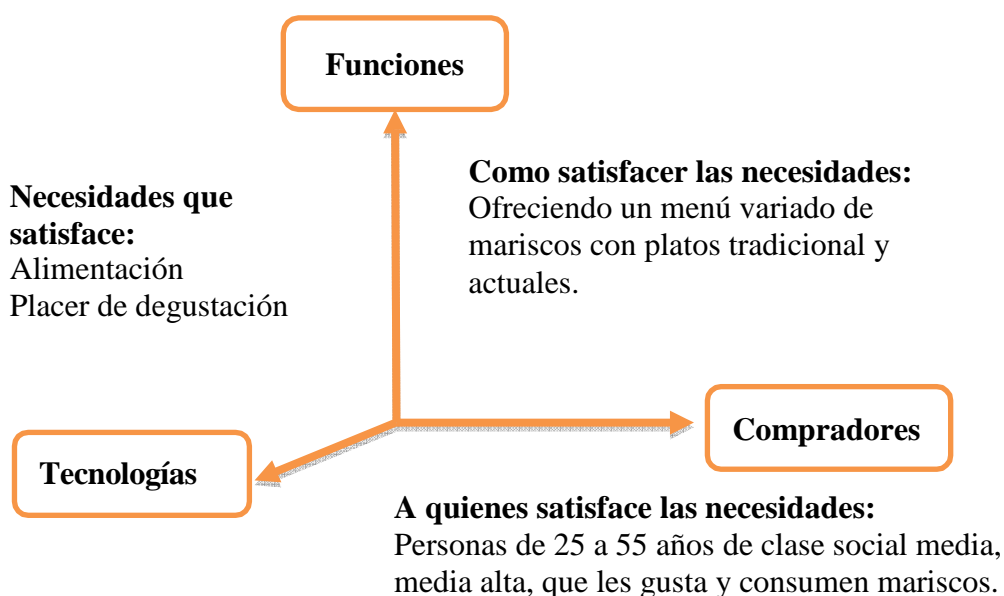 Funciones
Necesidades que
satisface:
Alimentación
Placer de degustación
Como satisfacer las necesidades:
Ofreciendo un menú variado de
mariscos con platos tradicional y
actuales.
Tecnologías
Compradores
A quienes satisface las necesidades:
Personas de 25 a 55 años de clase social media,
media alta, que les gusta y consumen mariscos.